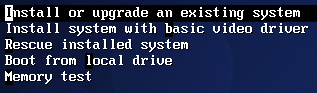 Install or upgrade an existing system
Install system with basic video driver
Rescue installed system
Boot from local drive
Memory test